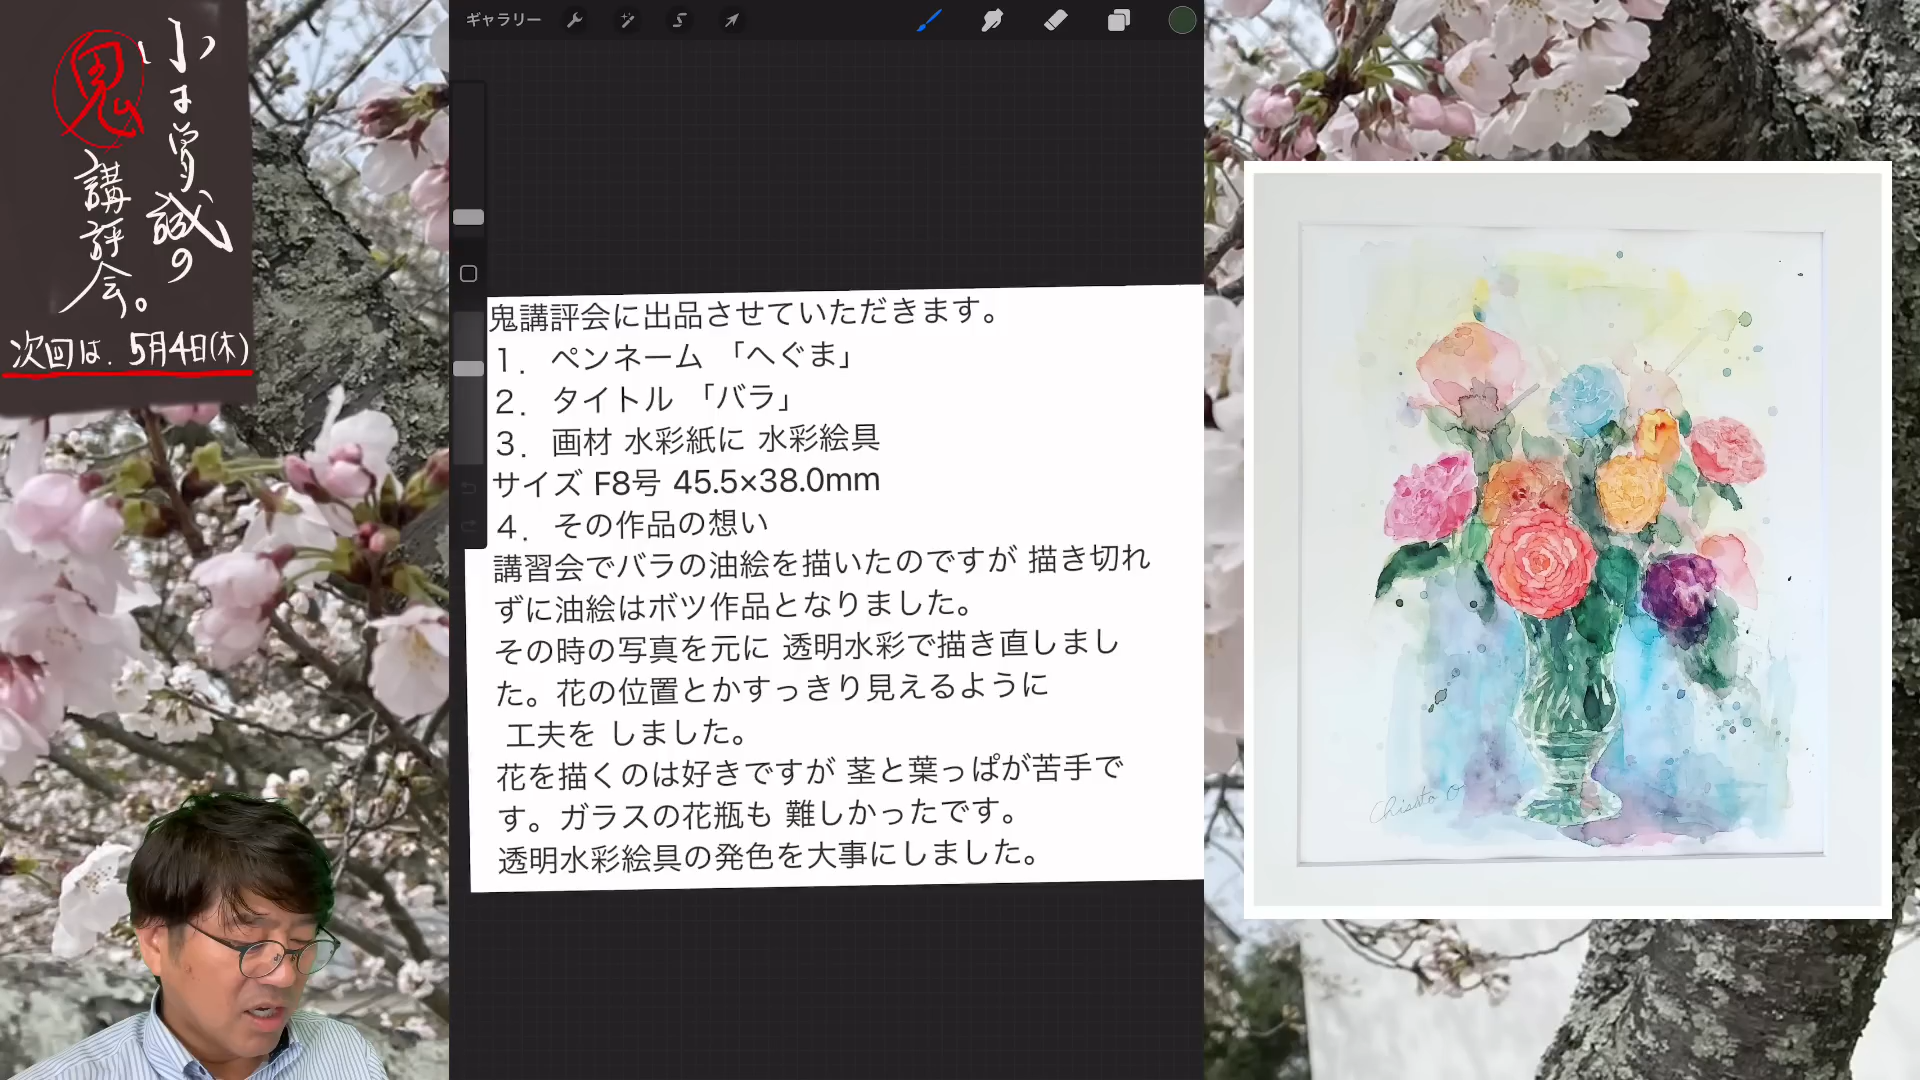 小木曽誠の
鬼講評会。
次回は、5月4日(木)
ギャラリー
鬼講評会に出品させていただきます。
1．ペンネーム 「へぐま」
2．タイトル 「バラ」
3．画材 水彩紙に 水彩絵具
サイズ F8号 45.5×38.0mm
4．その作品の想い
講習会でバラの油絵を描いたのですが 描き切れ
ずに油絵はボツ作品となりました。
その時の写真を元に 透明水彩で描き直しまし
た。花の位置とかすっきり見えるように
工夫を しました。
花を描くのは好きですが 茎と葉っぱが苦手で
す。ガラスの花瓶も 難しかったです。
透明水彩絵具の発色を大事にしました。
Chisato O